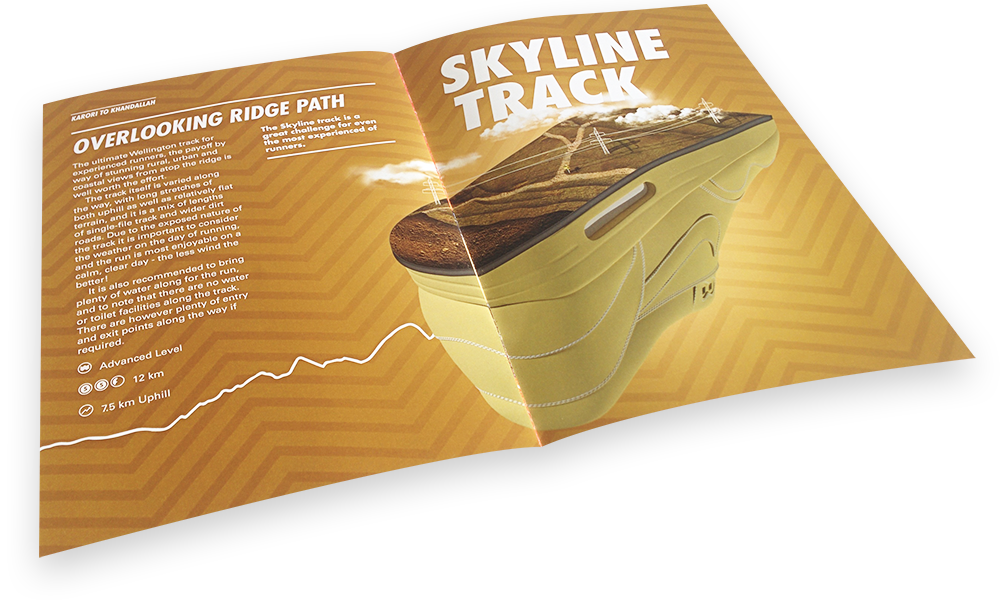 KARORI TO KHANDALLAN
OVERLOOKING RIDGE PATH
The ultimate Wellington track for
experienced runners, the payoff by
way of stunning rural, urban and
coastal views from atop the ridge is
well worth the effort.
The track itself is varied along
the way, with long stretches of
both uphill as well as relatively flat
terrain, and it is a mix of lengths
of single-file track and wider dirt
roads. Due to the exposed nature of
the track it is important to consider
the weather on the day of running,
and the run is most enjoyable on a
calm, clear day - the less wind the
better!
It is also recommended to bring
plenty of water along for the run,
and to note that there are no water
or toilet facilities along the track.
There are however plenty of entry
and exit points along the way if
required.
Advanced Level
12 km
7.5 km Uphill
The Skyline track is a
great challenge for even
the most experienced of
runners.
SKYLINE
TRACK